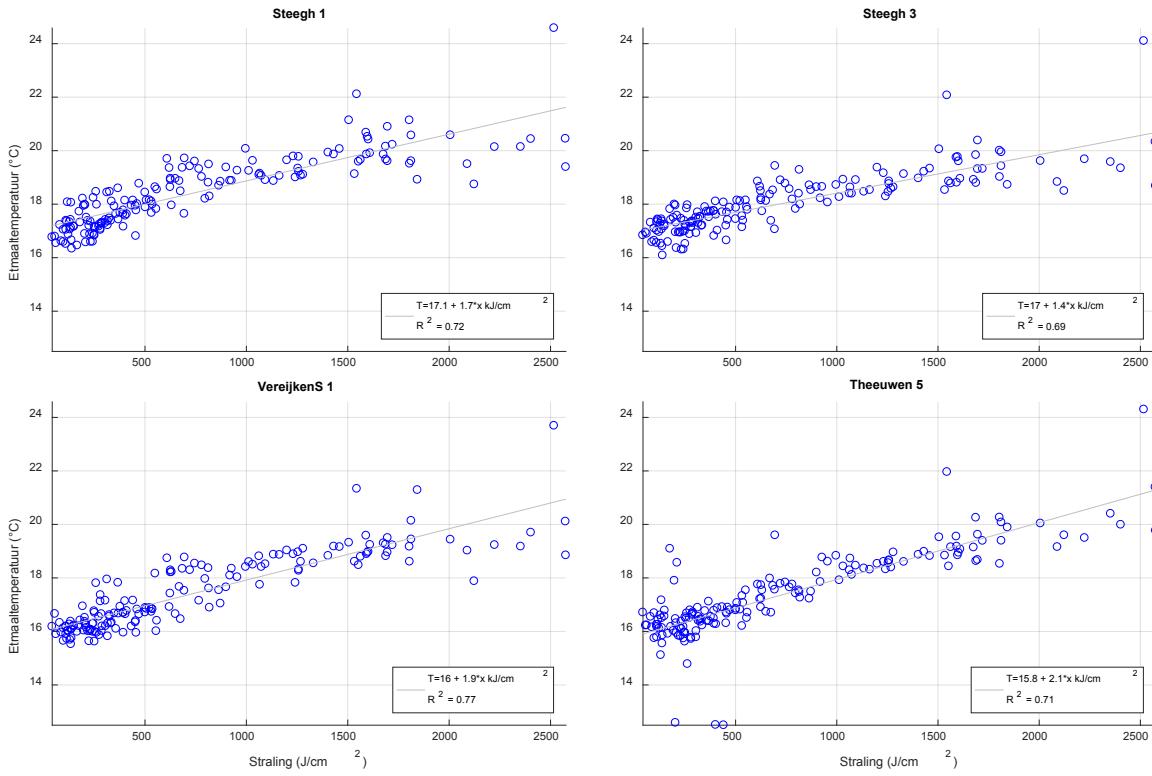 Steegh 1
24
22
20
18
16
14
Etmaaltemperatuur (°C)
T=17.1 + 1.7*x kJ/cm 2
R 2 = 0.72
500 1000 1500 2000 2500
Steegh 3
24
22
20
18
16
14
T=17 + 1.4*x kJ/cm 2
R 2 = 0.69
500 1000 1500 2000 2500
VereijkenS 1
24
22
20
18
16
14
Etmaaltemperatuur (°C)
T=16 + 1.9*x kJ/cm 2
R 2 = 0.77
500 1000 1500 2000 2500
Straling (J/cm 2 )
Theeuwen 5
24
22
20
18
16
14
T=15.8 + 2.1*x kJ/cm 2
R 2 = 0.71
500 1000 1500 2000 2500
Straling (J/cm 2 )